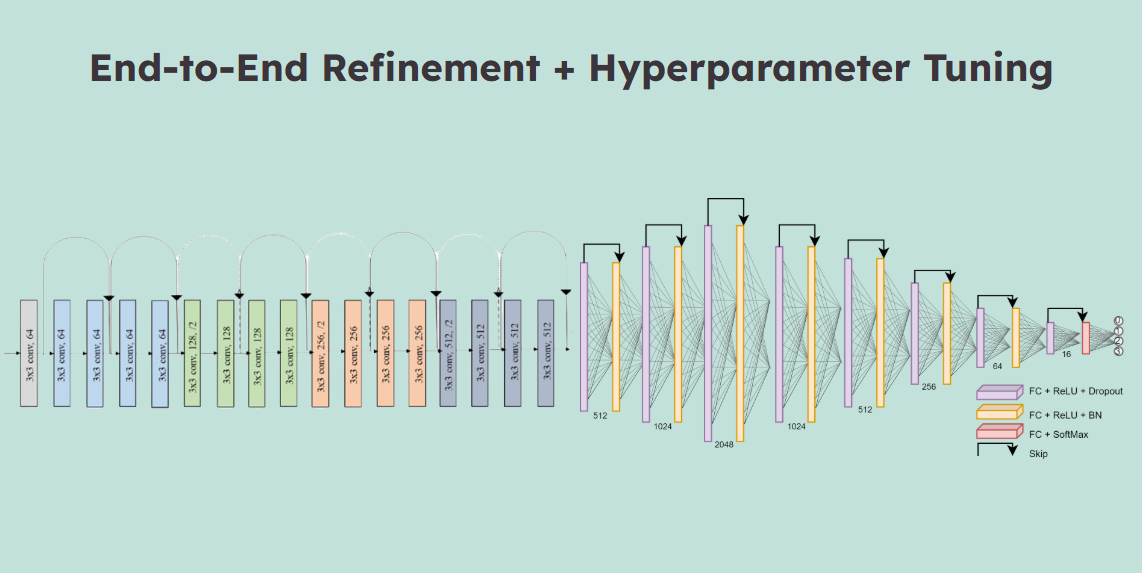 End-to-End Refinement + Hyperparameter Tuning
3x3 conv, 64
3x3 conv, 64
3x3 conv, 64
3x3 conv, 64
3x3 conv, 64
3x3 conv, 128, /2
3x3 conv, 128
3x3 conv, 128
3x3 conv, 128
3x3 conv, 256, /2
3x3 conv, 256
3x3 conv, 256
3x3 conv, 256
3x3 conv, 512, /2
3x3 conv, 512
3x3 conv, 512
3x3 conv, 512
512
1024
2048
1024
512
256
64
16
FC + ReLU + Dropout
FC + ReLU + BN
FC + SoftMax
Skip